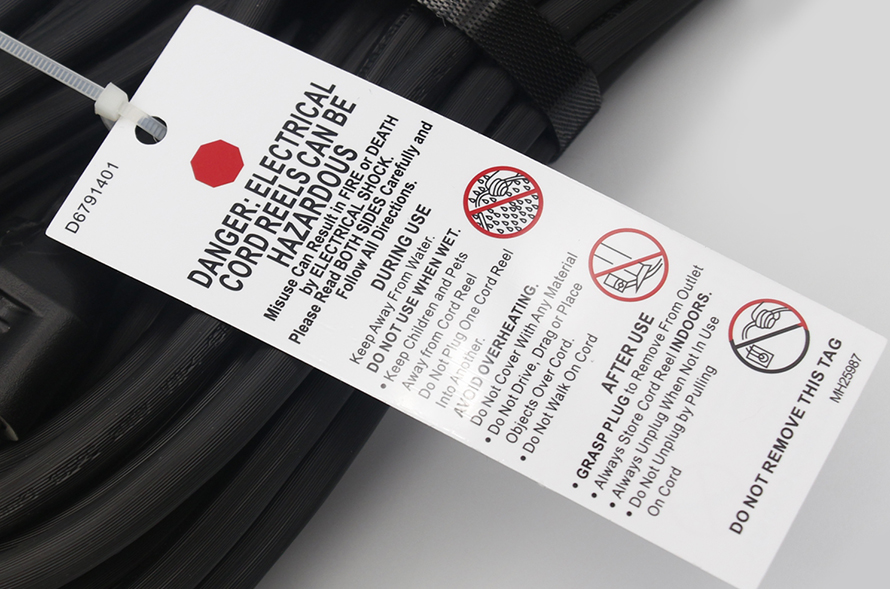 D6791401
DANGER: ELECTRICAL
CORD REELS CAN BE
HAZARDOUS
Misuse Can Result in FIRE or DEATH
by ELECTRICAL SHOCK.
Please Read BOTH SIDES Carefully and
Follow All Directions.
DURING USE
Keep Away From Water.
DO NOT USE WHEN WET.
• Keep Children and Pets
Away from Cord Reel
Do Not Plug One Cord Reel
Into Another.
AVOID OVERHEATING.
Do Not Cover With Any Material
• Do Not Drive, Drag or Place
Objects Over Cord.
• Do Not Walk On Cord
AFTER USE
• GRASP PLUG to Remove From Outlet
• Always Store Cord Reel INDOORS.
• Always Unplug When Not In Use
• Do Not Unplug by Pulling
On Cord
DO NOT REMOVE THIS TAG
MH25987